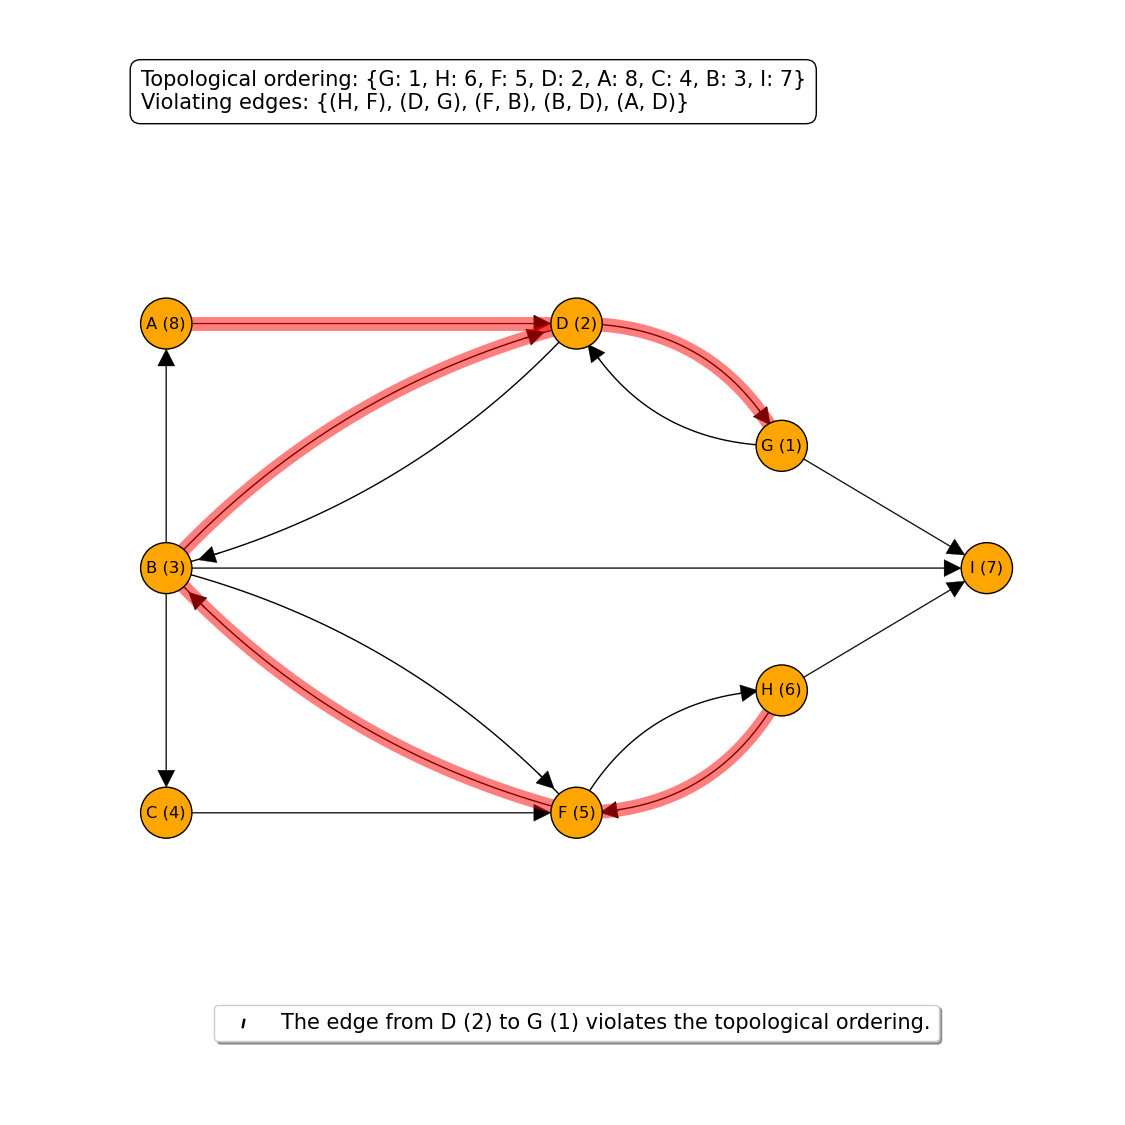 Topological ordering: {G: 1, H: 6, F: 5, D: 2, A: 8, C: 4, B: 3, I: 7}
Violating edges: {(H, F), (D, G), (F, B), (B, D), (A, D)}
A (8)
D (2)
G (1)
B (3)
I (7)
H (6)
C (4)
F (5)
The edge from D (2) to G (1) violates the topological ordering.